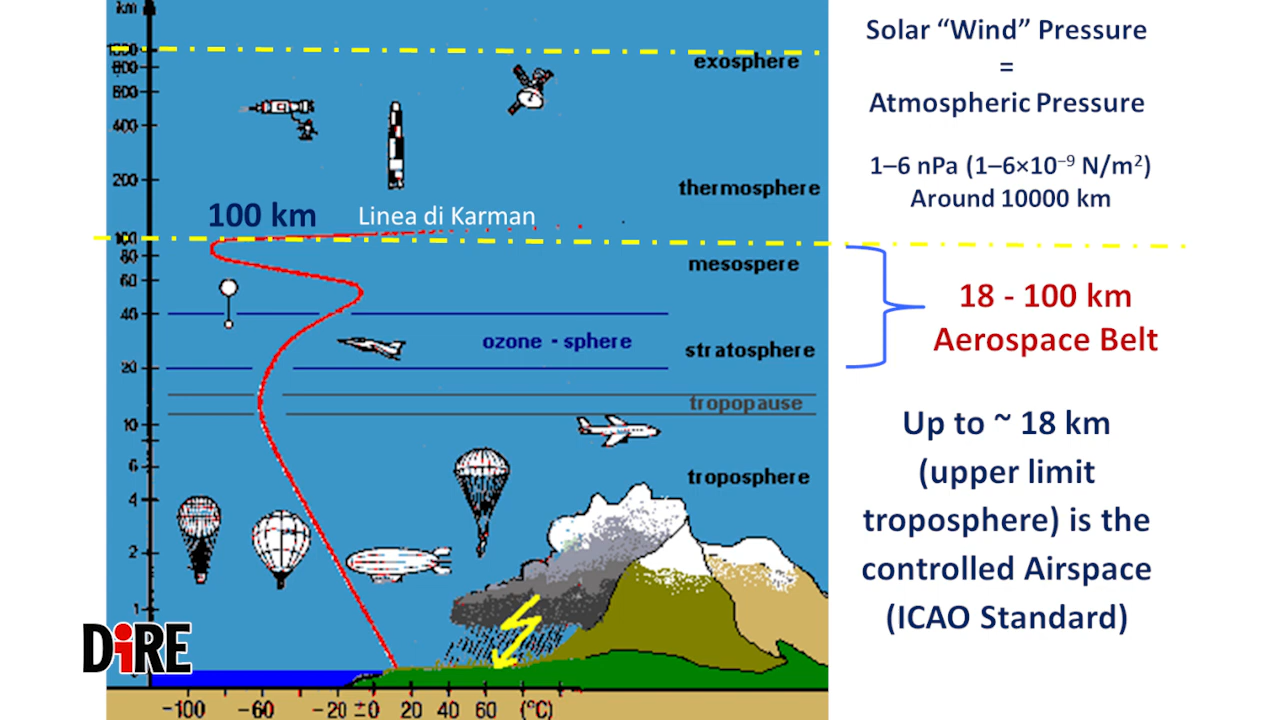 km
1000
800
600
400
200
100
80
60
40
20
10
6
4
2
1
exosphere
thermosphere
100 km
Linea di Karman
mesospere
ozone - sphere
stratosphere
tropopause
troposphere
DiRE
-100
-60
-20
±0
20
40
60
(°C)
Solar “Wind” Pressure
=
Atmospheric Pressure
1–6 nPa (1–6×10⁻⁹ N/m²)
Around 10000 km
18 - 100 km
Aerospace Belt
Up to ~ 18 km
(upper limit
troposphere) is the
controlled Airspace
(ICAO Standard)